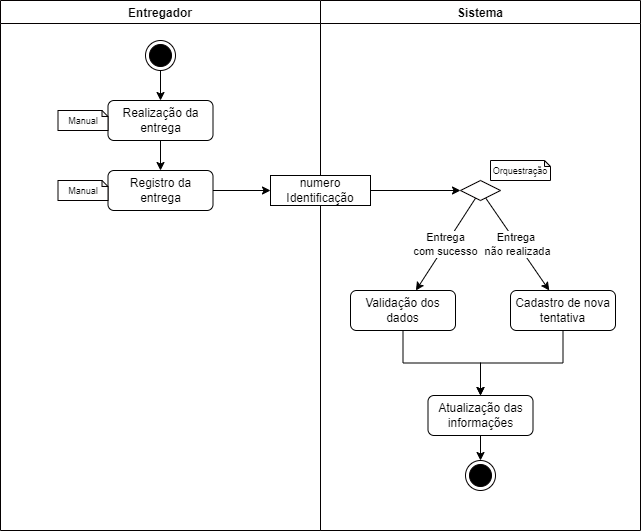 Entregador
Sistema
Realização da
entrega
Manual
Registro da
entrega
Manual
numero
Identificação
Orquestração
Entrega
com sucesso
Entrega
não realizada
Validação dos
dados
Cadastro de nova
tentativa
Atualização das
informações